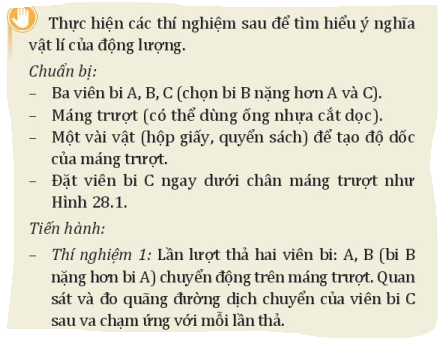 Thực hiện các thí nghiệm sau để tìm hiểu ý nghĩa
vật lí của động lượng.
Chuẩn bị:
– Ba viên bi A, B, C (chọn bi B nặng hơn A và C).
– Máng trượt (có thể dùng ống nhựa cắt dọc).
– Một vài vật (hộp giấy, quyển sách) để tạo độ dốc
của máng trượt.
– Đặt viên bi C ngay dưới chân máng trượt như
Hình 28.1.
Tiến hành:
– Thí nghiệm 1: Lần lượt thả hai viên bi: A, B (bi B
nặng hơn bi A) chuyển động trên máng trượt. Quan
sát và đo quãng đường dịch chuyển của viên bi C
sau va chạm ứng với mỗi lần thả.